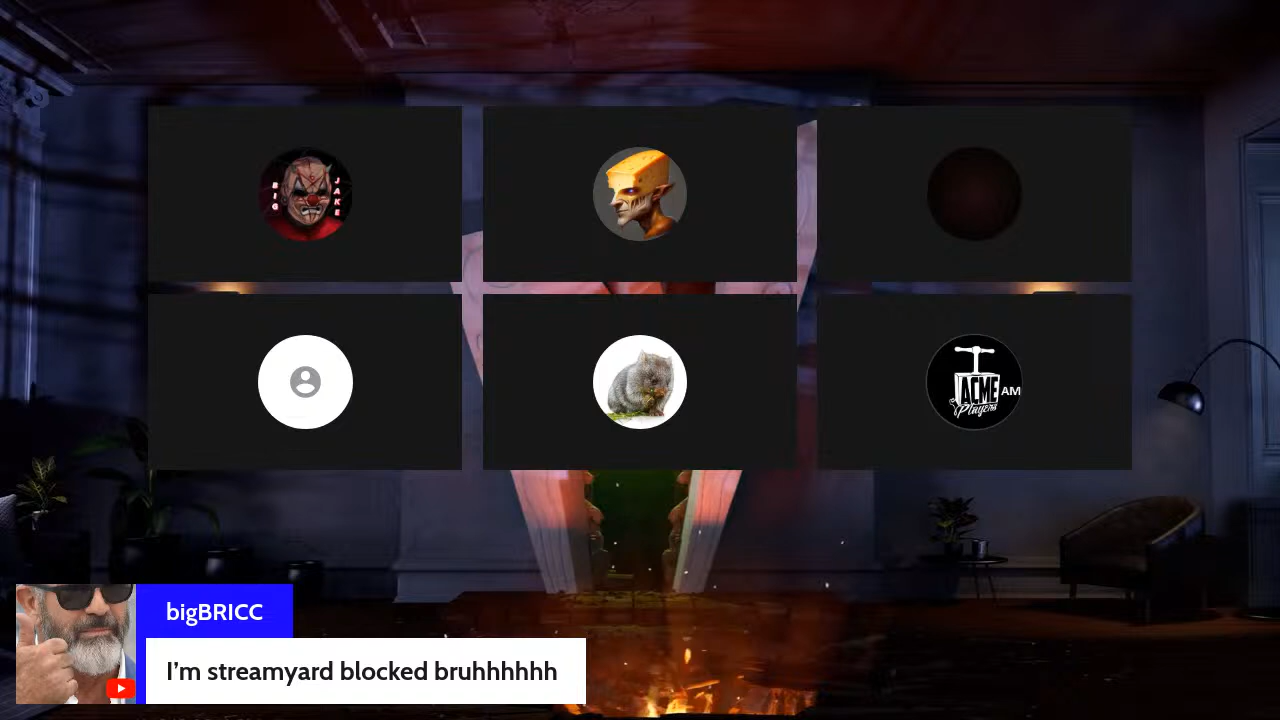 BIG
JAKE
ACME
Players
AM
bigBRICC
I'm streamyard blocked bruhhhhhh